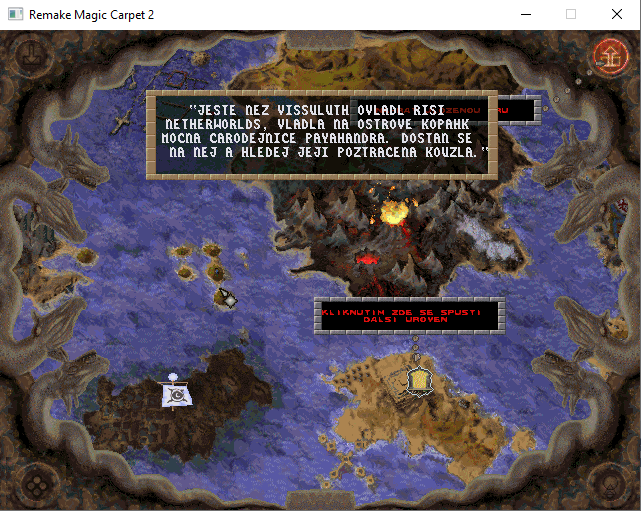 Remake Magic Carpet 2
"JESTE NEZ VISSULUTH OVLADL RISI
NETHERWORLDS, VLADLA NA OSTROVE KOPAHK
MOCNA CARODEJNICE PAYAHANDRA. DOSTAN SE
NA NEJ A HLEDEJ JEJI POZTRACENA KOUZLA."
KLIKNUTIM ZDE SE SPUSTI
DALSI UROVEN